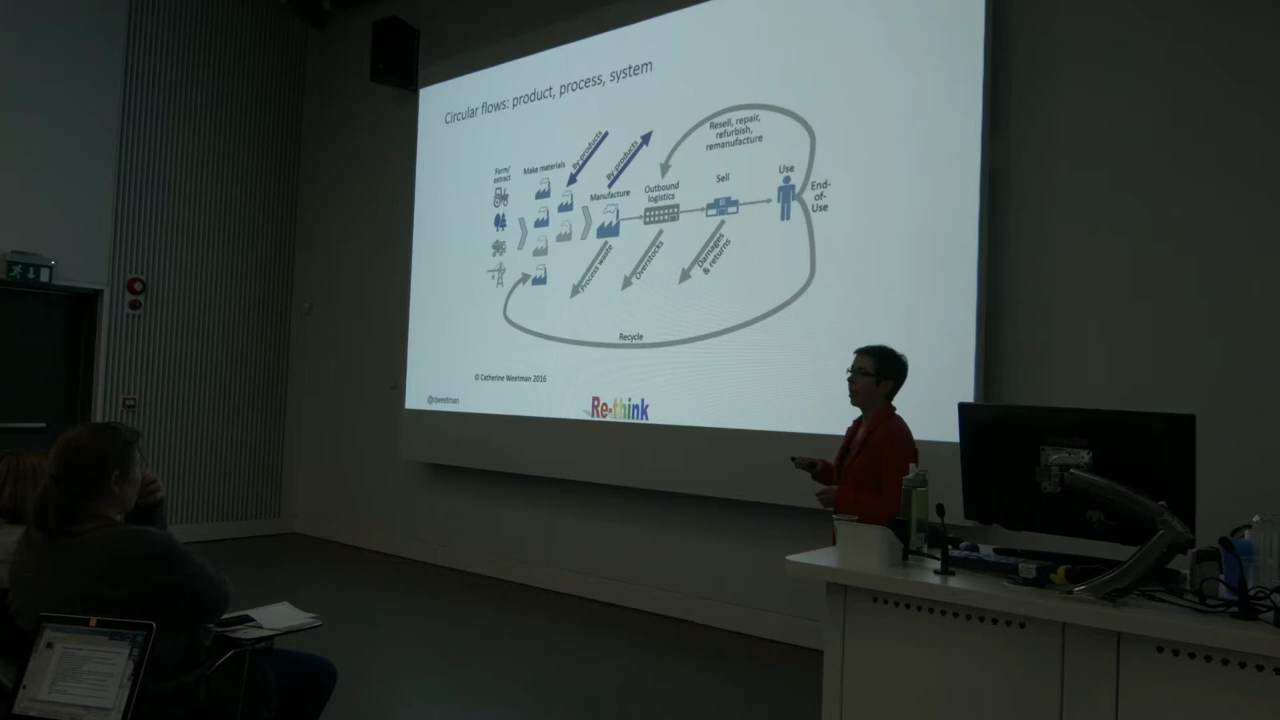 Circular flows: product, process, system
Resell, repair,
refurbish,
remanufacture
By-products
By-products
Farm/
extract
Make materials
Manufacture
Outbound
logistics
Sell
Use
End-
of-
Use
Process waste
Overstocks
Damages
& returns
Recycle
© Catherine Weetman 2016
Re-think